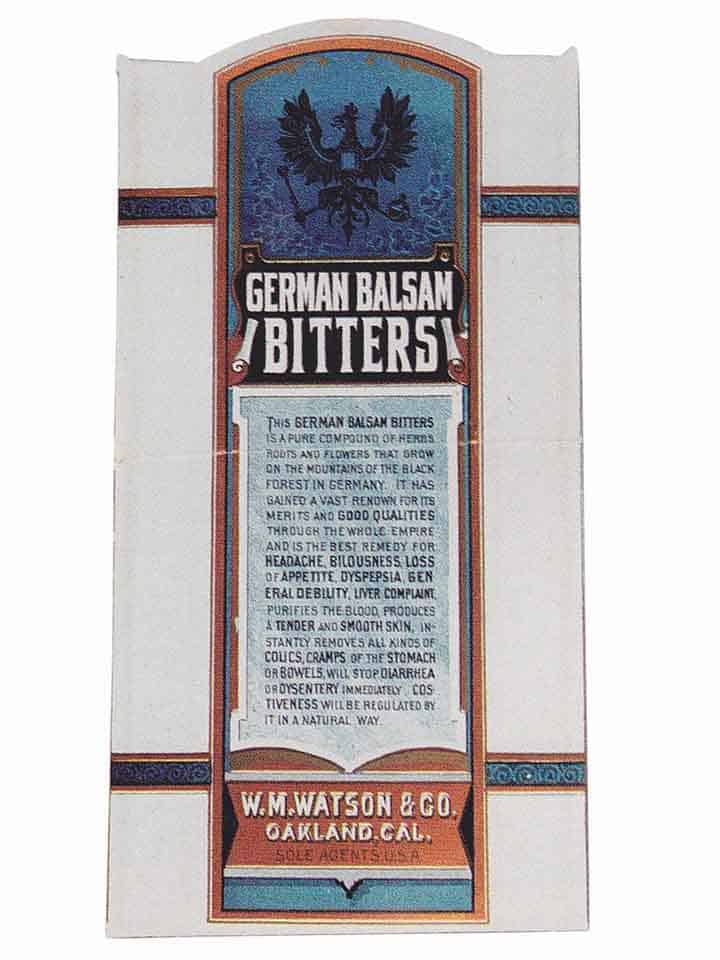 GERMAN BALSAM
BITTERS
THIS GERMAN BALSAM BITTERS
IS A PURE COMPOUND OF HERBS
ROOTS AND FLOWERS THAT GROW
ON THE MOUNTAINS OF THE BLACK
FOREST IN GERMANY. IT HAS
GAINED A VAST RENOWN FOR ITS
MERITS AND GOOD QUALITIES
THROUGH THE WHOLE EMPIRE
AND IS THE BEST REMEDY FOR
HEADACHE, BILOUSNESS, LOSS
OF APPETITE, DYSPEPSIA, GEN
ERAL DEBILITY, LIVER COMPLAINT,
PURIFIES THE BLOOD, PRODUCES
A TENDER AND SMOOTH SKIN, IN-
STANTLY REMOVES ALL KINDS OF
COLICS, CRAMPS OF THE STOMACH
OR BOWELS, WILL STOP DIARRHEA
OR DYSENTERY IMMEDIATELY. COS-
TIVENESS WILL BE REGULATED BY
IT IN A NATURAL WAY.
W.M.WATSON & CO.
OAKLAND, CAL.
SOLE AGENTS U.S.A